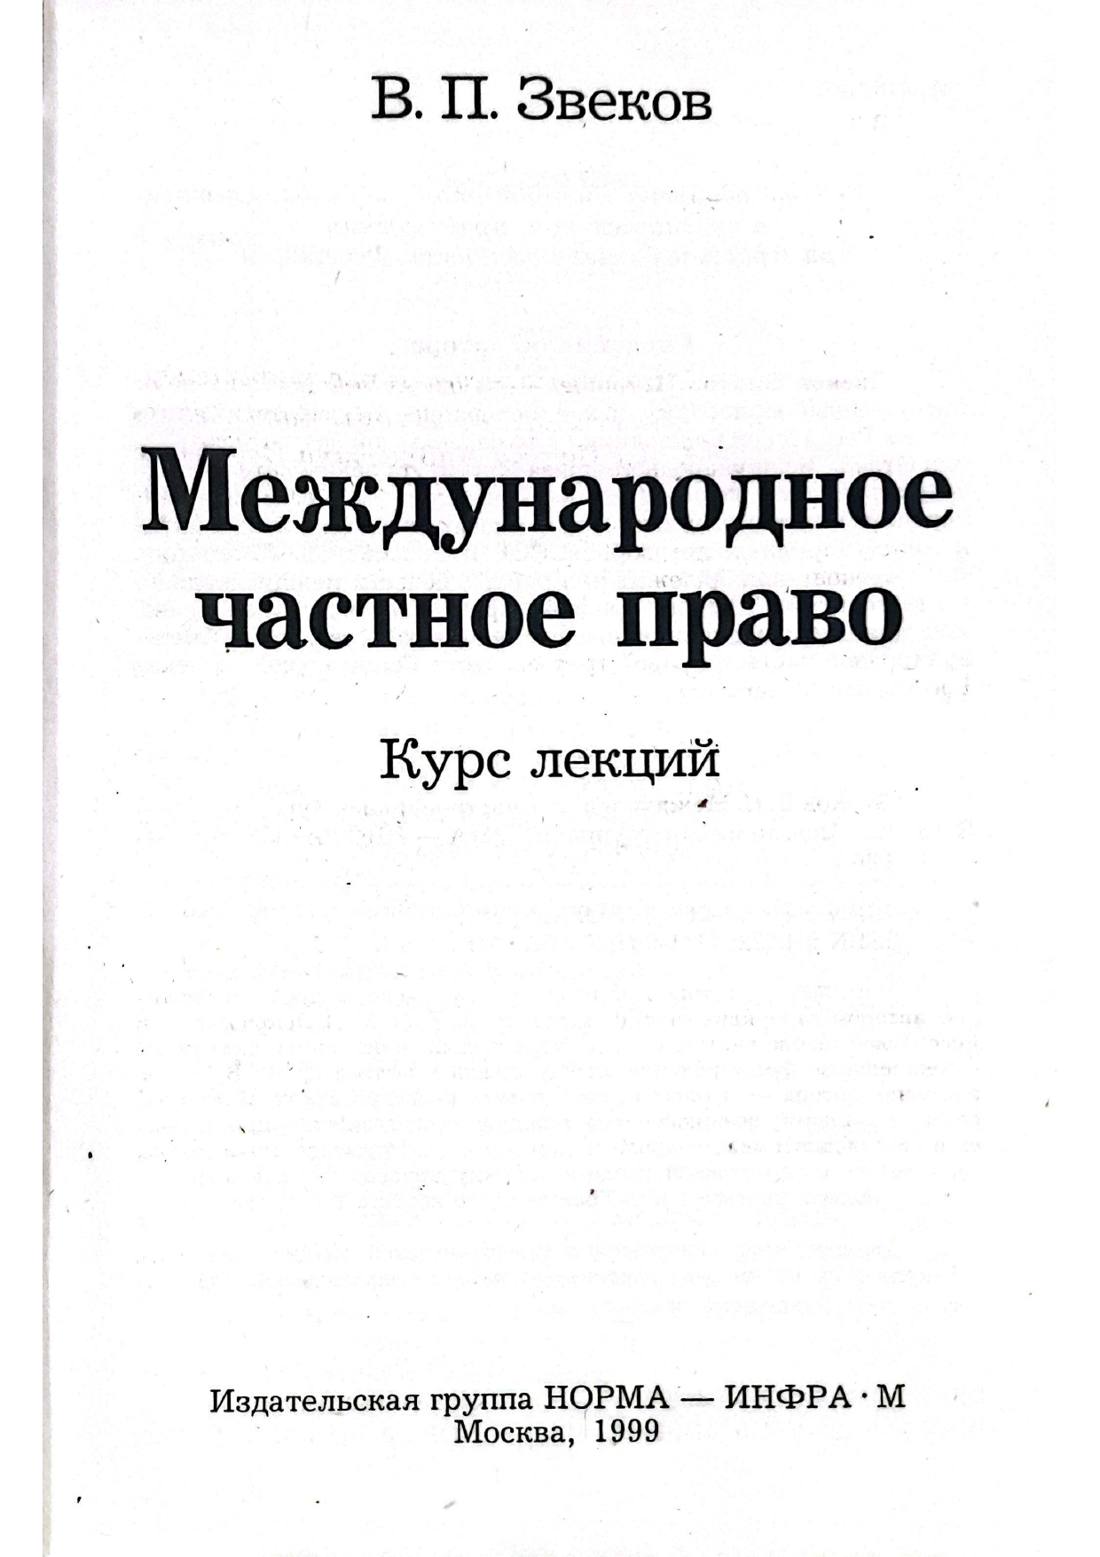 В. П. Звеков
Международное
частное право
Курс лекций
Издательская группа НОРМА — ИНФРА · М
Москва, 1999